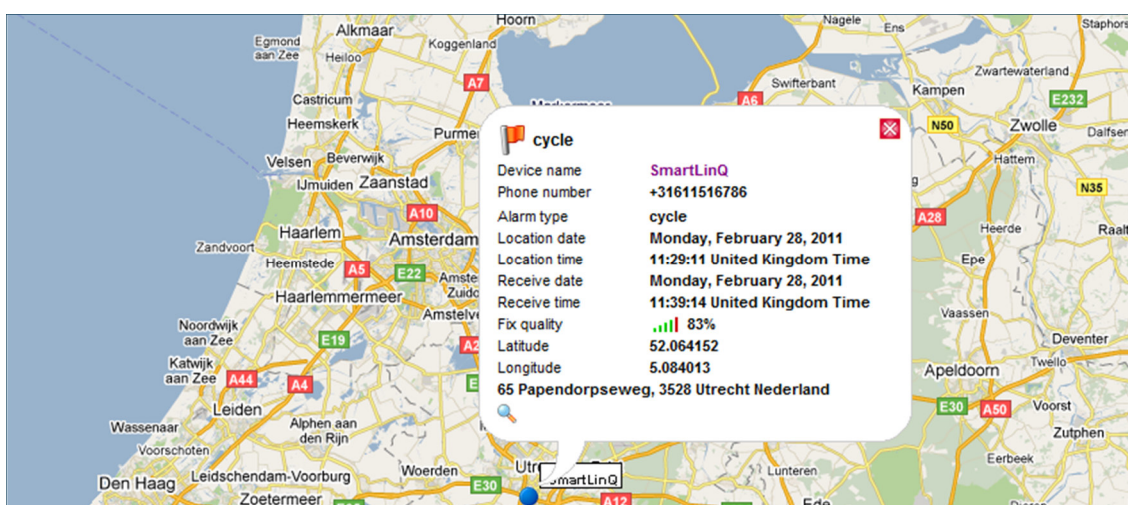 Hoorn
Nagele
Ens
Staphors
Alkmaar
Egmond
aan Zee
Heiloo
Koggenland
A7
Swifterbant
Zwartewaterland
Castricum
A6
Kampen
E232
Heemskerk
N50
Zwolle
Dalfsen
Velsen
Beverwijk
Hattem
IJmuiden
Zaanstad
N35
A10
A28
Haarlem
Amsterdam
Heerde
Raalt
Zandvoort
Heemstede
A5
E22
Epe
Haarlemmermeer
Amstelve
Vaassen
Noordwijk
aan Zee
E19
Deventer
Katwijk
aan Zee
A44
A4
Twello
Apeldoorn
Leiden
E30
A50
Voorst
Wassenaar
Alphen aan
den Rijn
Zutphen
Voorschoten
Eerbeek
Leidschendam-Voorburg
Woerden
Lunteren
Den Haag
E30
SmartLinQ
Zoetermeer
A12
Ede
cycle
Device name SmartLinQ
Phone number +31611516786
Alarm type cycle
Location date Monday, February 28, 2011
Location time 11:29:11 United Kingdom Time
Receive date Monday, February 28, 2011
Receive time 11:39:14 United Kingdom Time
Fix quality 83%
Latitude 52.064152
Longitude 5.084013
65 Papendorpseweg, 3528 Utrecht Nederland